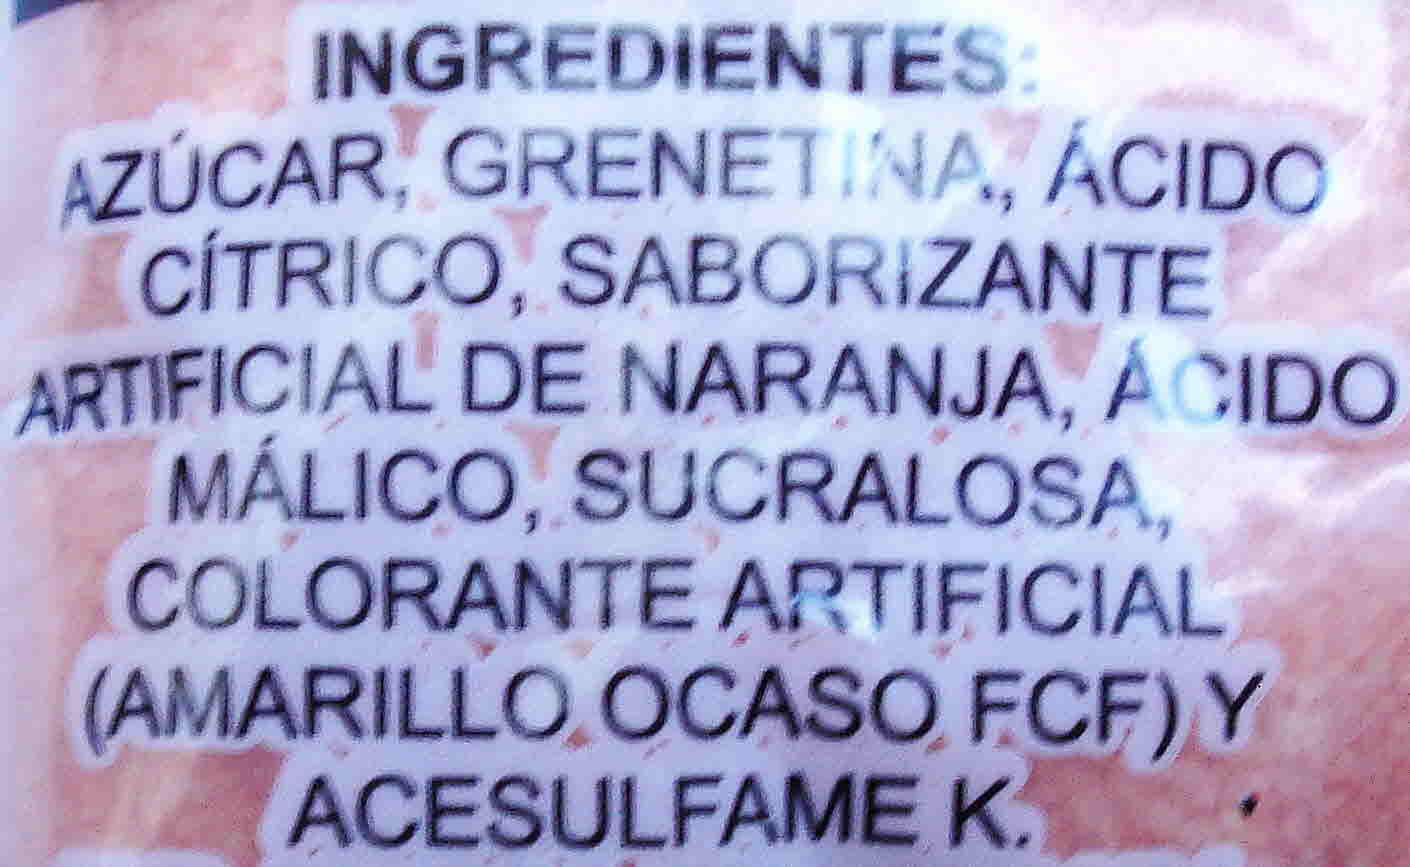 INGREDIENTES:
AZÚCAR, GRENETINA., ÁCIDO
CÍTRICO, SABORIZANTE
ARTIFICIAL DE NARANJA, ÁCIDO
MÁLICO, SUCRALOSA,
COLORANTE ARTIFICIAL
(AMARILLO OCASO FCF) Y
ACESULFAME K.